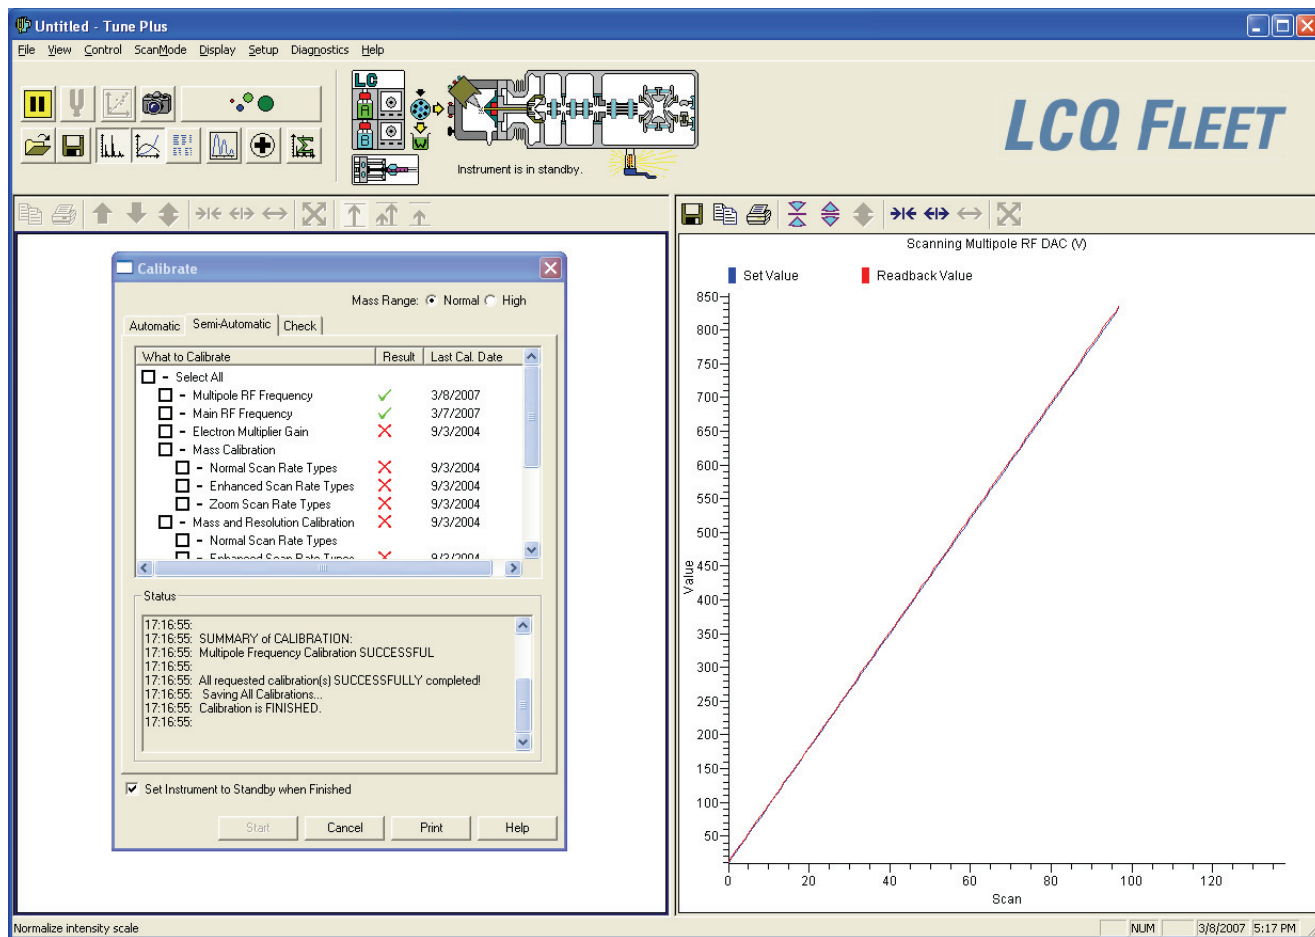 Untitled - Tune Plus
File View Control ScanMode Display Setup Diagnostics Help
LC
A
B
W
Instrument is in standby.
LCQ FLEET
Calibrate
Mass Range: Normal High
Automatic Semi-Automatic Check
What to Calibrate Result Last Cal. Date
- Select All
- Multipole RF Frequency 3/8/2007
- Main RF Frequency 3/7/2007
- Electron Multiplier Gain 9/3/2004
- Mass Calibration
- Normal Scan Rate Types 9/3/2004
- Enhanced Scan Rate Types 9/3/2004
- Zoom Scan Rate Types 9/3/2004
- Mass and Resolution Calibration 9/3/2004
- Normal Scan Rate Types
- Enhanced Scan Rate Types 9/3/2004
Status
17:16:55:
17:16:55: SUMMARY of CALIBRATION:
17:16:55: Multipole Frequency Calibration SUCCESSFUL
17:16:55:
17:16:55: All requested calibration(s) SUCCESSFULLY completed!
17:16:55: Saving All Calibrations...
17:16:55: Calibration is FINISHED.
17:16:55:
Set Instrument to Standby when Finished
Start Cancel Print Help
Scanning Multipole RF DAC (V)
Set Value Readback Value
850
800
750
700
650
600
550
500
450
400
350
300
250
200
150
100
50
Value
0 20 40 60 80 100 120
Scan
Normalize intensity scale
NUM 3/8/2007 5:17 PM